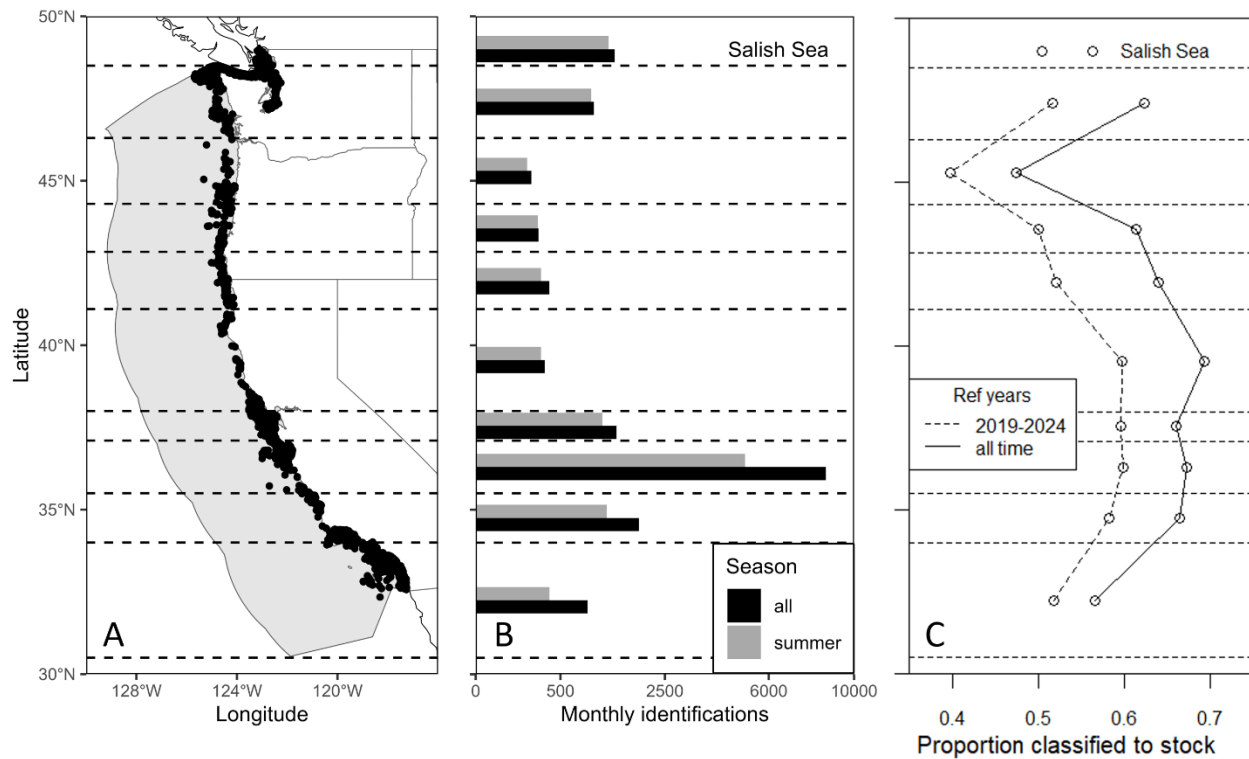 50°N
45°N
40°N
35°N
30°N
Latitude
128°W
124°W
120°W
Longitude
A
Salish Sea
Season
all
summer
B
0
500
2500
6000
10000
Monthly identifications
Salish Sea
Ref years
2019-2024
all time
C
0.4
0.5
0.6
0.7
Proportion classified to stock